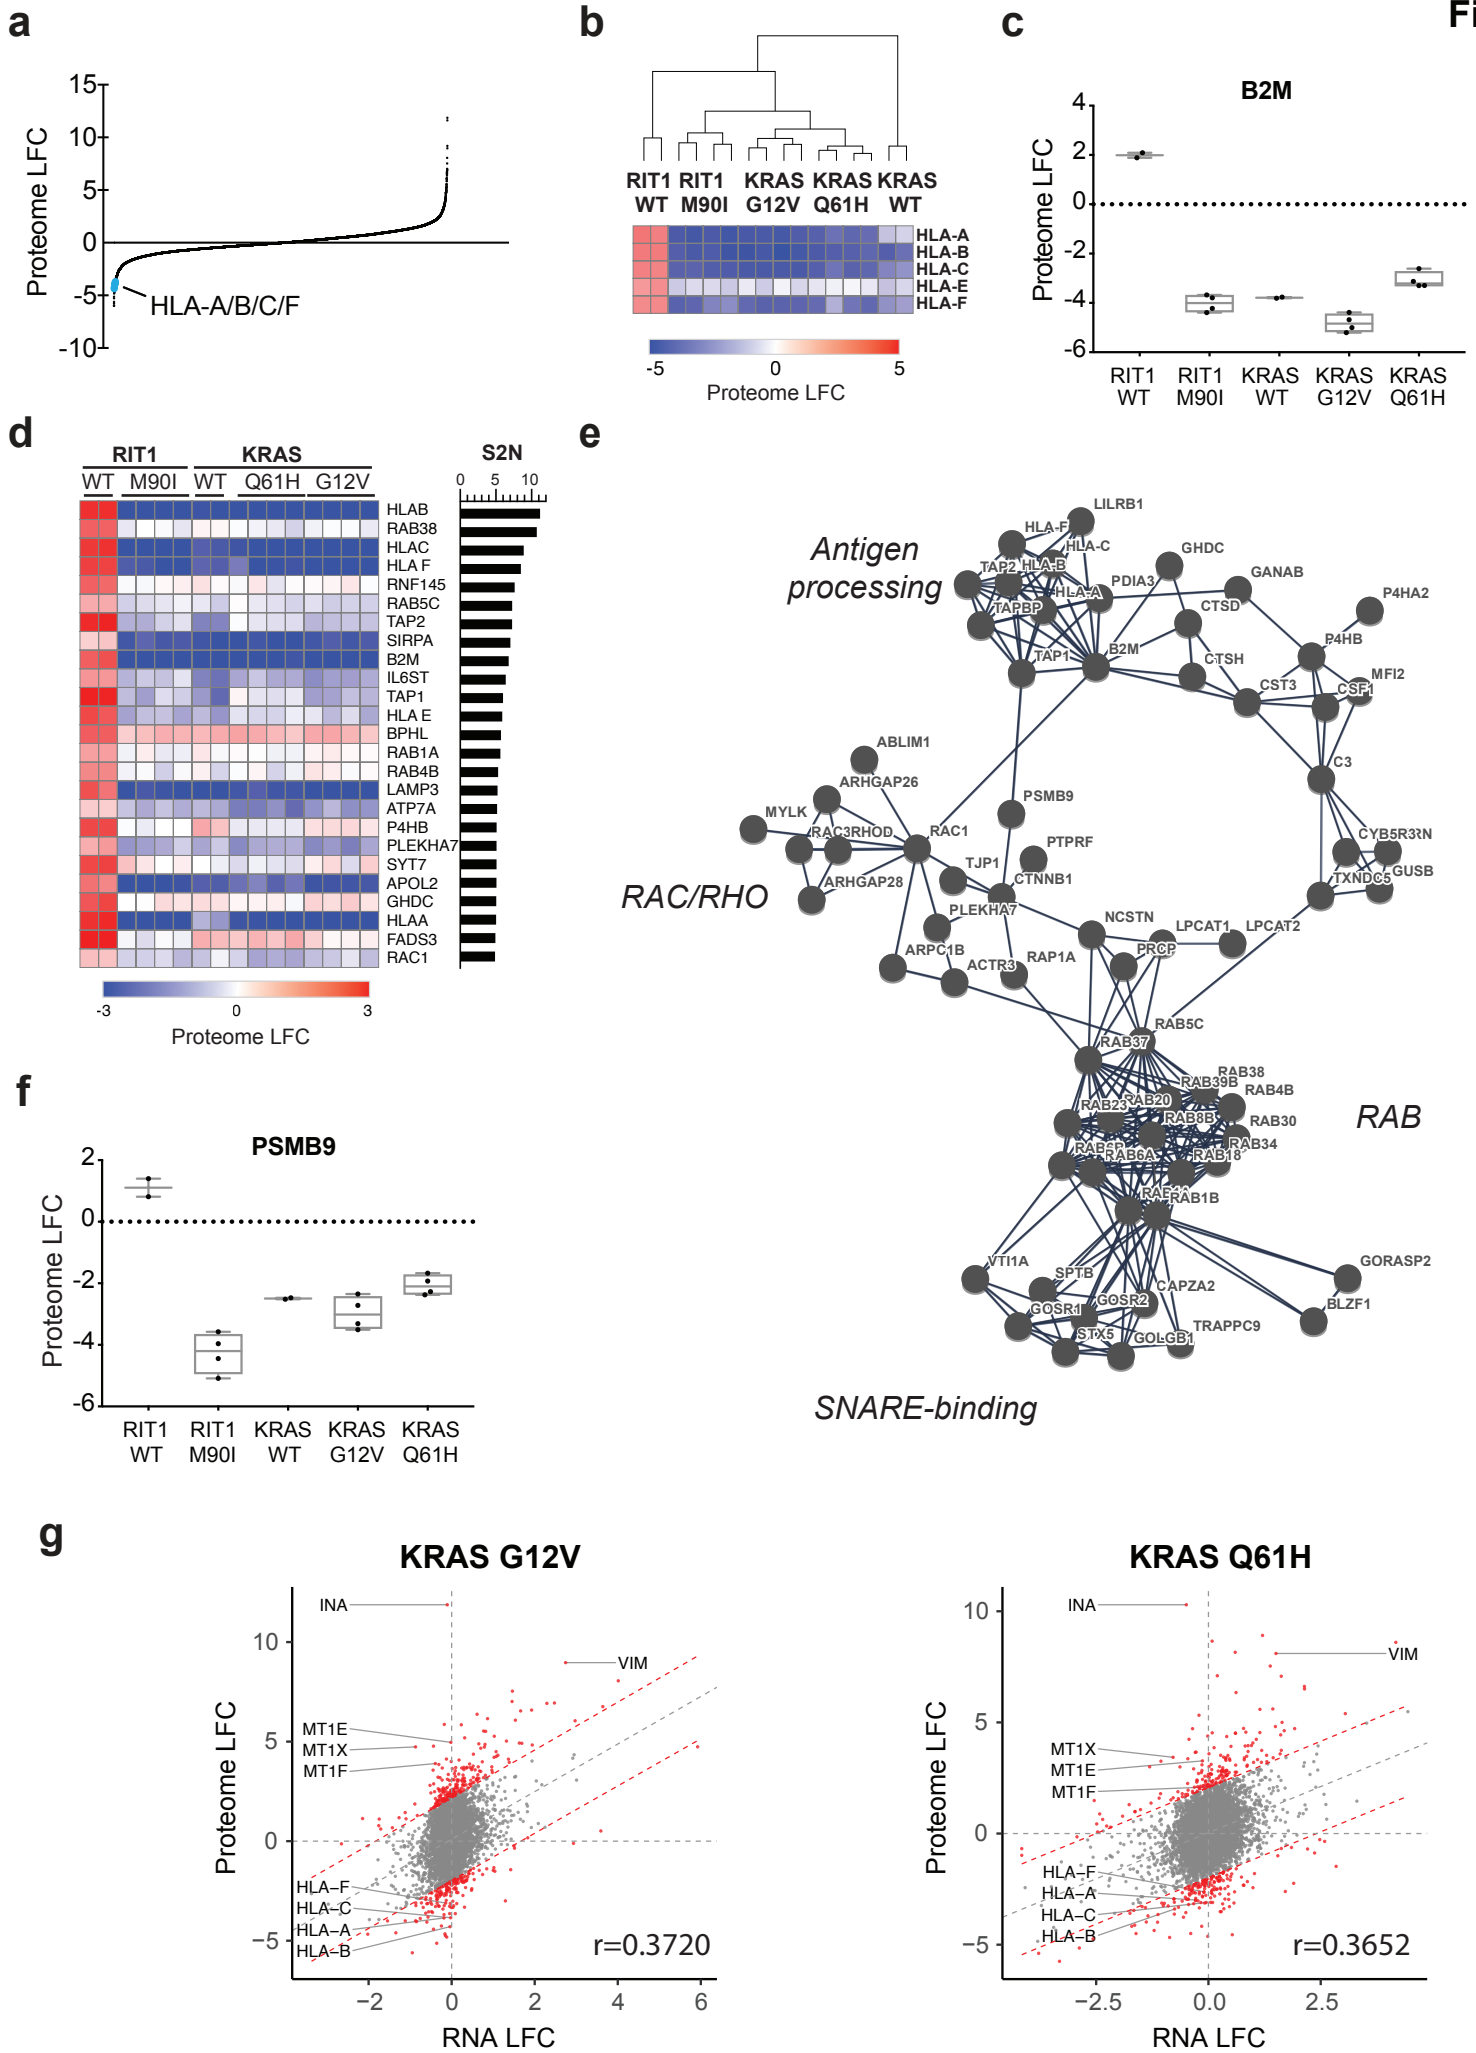 Fi
a
15
10
5
0
-5
-10
Proteome LFC
HLA-A/B/C/F
b
RIT1 RIT1 KRAS KRAS KRAS
WT M90I G12V Q61H WT
HLA-A
HLA-B
HLA-C
HLA-E
HLA-F
-5 0 5
Proteome LFC
c
B2M
4
2
0
-2
-4
-6
Proteome LFC
RIT1 RIT1 KRAS KRAS KRAS
WT M90I WT G12V Q61H
d
RIT1 KRAS
WT M90I WT Q61H G12V
S2N
0 5 10
HLAB
RAB38
HLAC
HLA F
RNF145
RAB5C
TAP2
SIRPA
B2M
IL6ST
TAP1
HLA E
BPHL
RAB1A
RAB4B
LAMP3
ATP7A
P4HB
PLEKHA7
SYT7
APOL2
GHDC
HLAA
FADS3
RAC1
-3 0 3
Proteome LFC
e
Antigen
processing
LILRB1
HLA-F
HLA-C
GHDC
TAP2
HLA-B
PDIA3
GANAB
HLA-A
P4HA2
TAPBP
CTSD
P4HB
TAP1
B2M
CTSH
MFI2
CST3
CSF1
C3
ABLIM1
ARHGAP26
PSMB9
MYLK
RAC3
RHOD
RAC1
PTPRF
CYB5R3
TJP1
CTNNB1
TXNDC5
GUSB
ARHGAP28
RAC/RHO
PLEKHA7
NCSTN
LPCAT1
LPCAT2
ARPC1B
ACTR3
RAP1A
PRCP
RAB5C
RAB37
RAB38
RAB39B
RAB4B
RAB23
RAB20
RAB8B
RAB30
RAB
RAB34
RAB6A
RAB18
RAB1B
VTI1A
SPTB
CAPZA2
GORASP2
GOSR1
GOSR2
BLZF1
STX5
GOLGB1
TRAPPC9
SNARE-binding
f
PSMB9
2
0
-2
-4
-6
Proteome LFC
RIT1 RIT1 KRAS KRAS KRAS
WT M90I WT G12V Q61H
g
KRAS G12V
INA
VIM
MT1E
MT1X
MT1F
HLA−F
HLA−C
HLA−A
HLA−B
r=0.3720
10
5
0
−5
Proteome LFC
−2 0 2 4 6
RNA LFC
KRAS Q61H
INA
VIM
MT1X
MT1E
MT1F
HLA−F
HLA−A
HLA−C
HLA−B
r=0.3652
10
5
0
−5
Proteome LFC
−2.5 0.0 2.5
RNA LFC